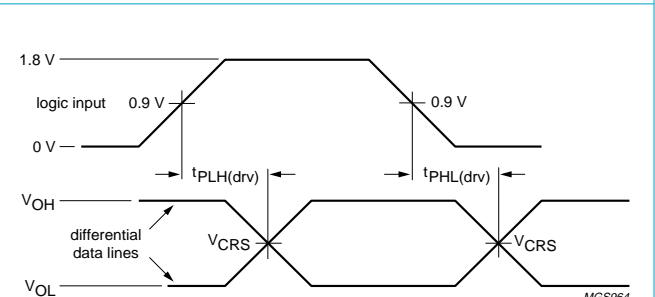 1.8 V
logic input 0.9 V 0.9 V
0 V
tPLH(drv) tPHL(drv)
VOH
differential
data lines
VCRS VCRS
VOL
MGS964